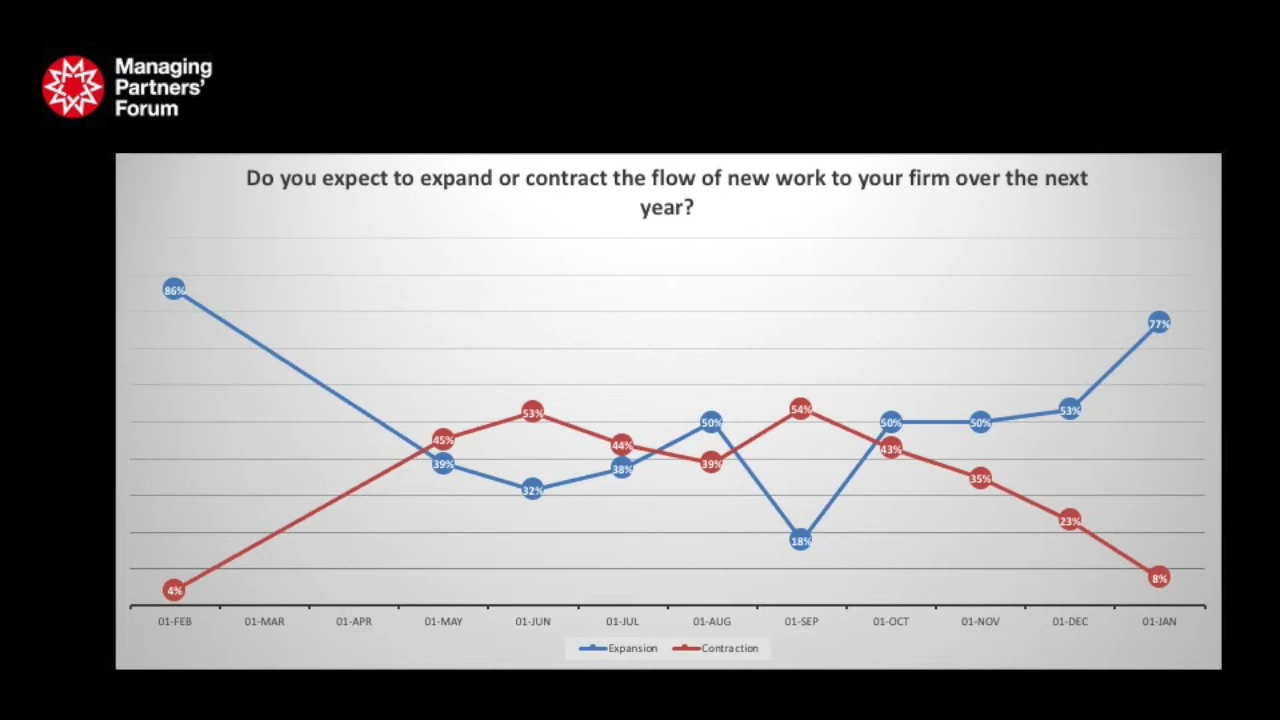 Managing
Partners'
Forum
Do you expect to expand or contract the flow of new work to your firm over the next
year?
86%
77%
53%
54%
50%
50%
50%
53%
45%
44%
43%
39%
38%
39%
35%
32%
23%
18%
4%
8%
01-FEB 01-MAR 01-APR 01-MAY 01-JUN 01-JUL 01-AUG 01-SEP 01-OCT 01-NOV 01-DEC 01-JAN
Expansion Contraction